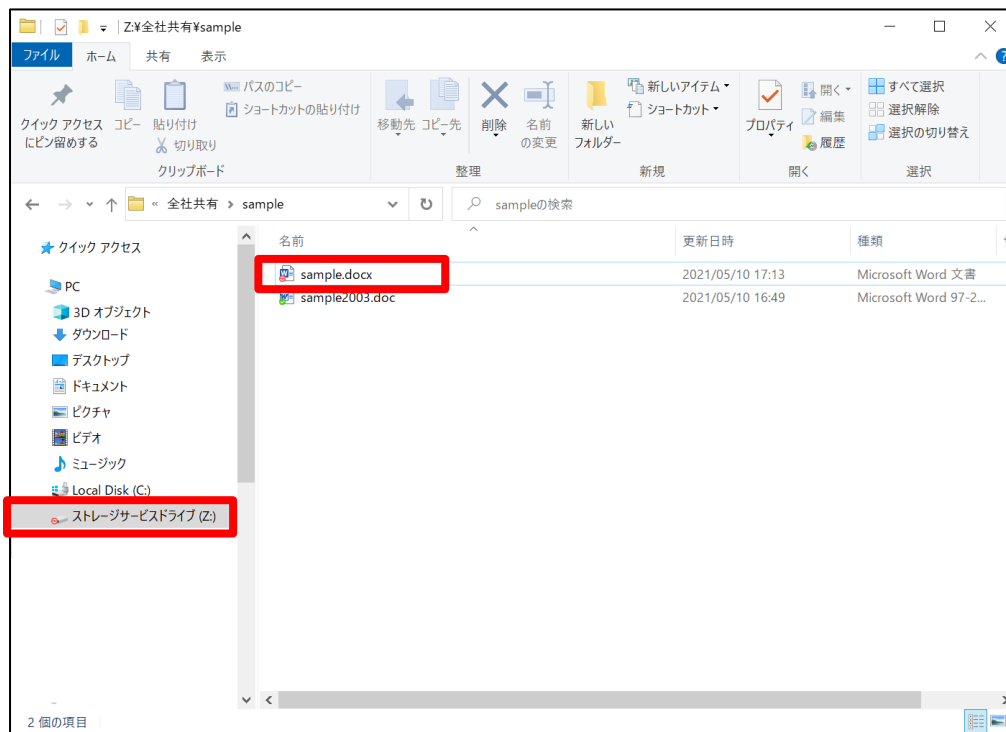 Z:¥全社共有¥sample
ファイル ホーム 共有 表示
クイック アクセス
にピン留めする
コピー
貼り付け
パスのコピー
ショートカットの貼り付け
切り取り
クリップボード
移動先
コピー先
削除
名前
の変更
整理
新しい
フォルダー
新しいアイテム
ショートカット
新規
プロパティ
開く
編集
履歴
開く
すべて選択
選択解除
選択の切り替え
選択
« 全社共有 › sample
sampleの検索
クイック アクセス
PC
3D オブジェクト
ダウンロード
デスクトップ
ドキュメント
ピクチャ
ビデオ
ミュージック
Local Disk (C:)
ストレージサービスドライブ (Z:)
名前 更新日時 種類
sample.docx 2021/05/10 17:13 Microsoft Word 文書
sample2003.doc 2021/05/10 16:49 Microsoft Word 97-2...
2 個の項目